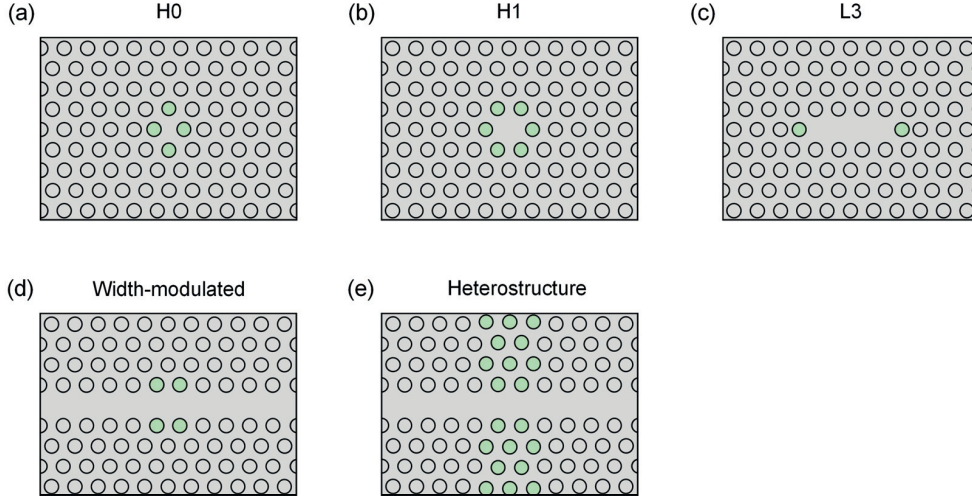 (a) H0
(b) H1
(c) L3
(d) Width-modulated
(e) Heterostructure